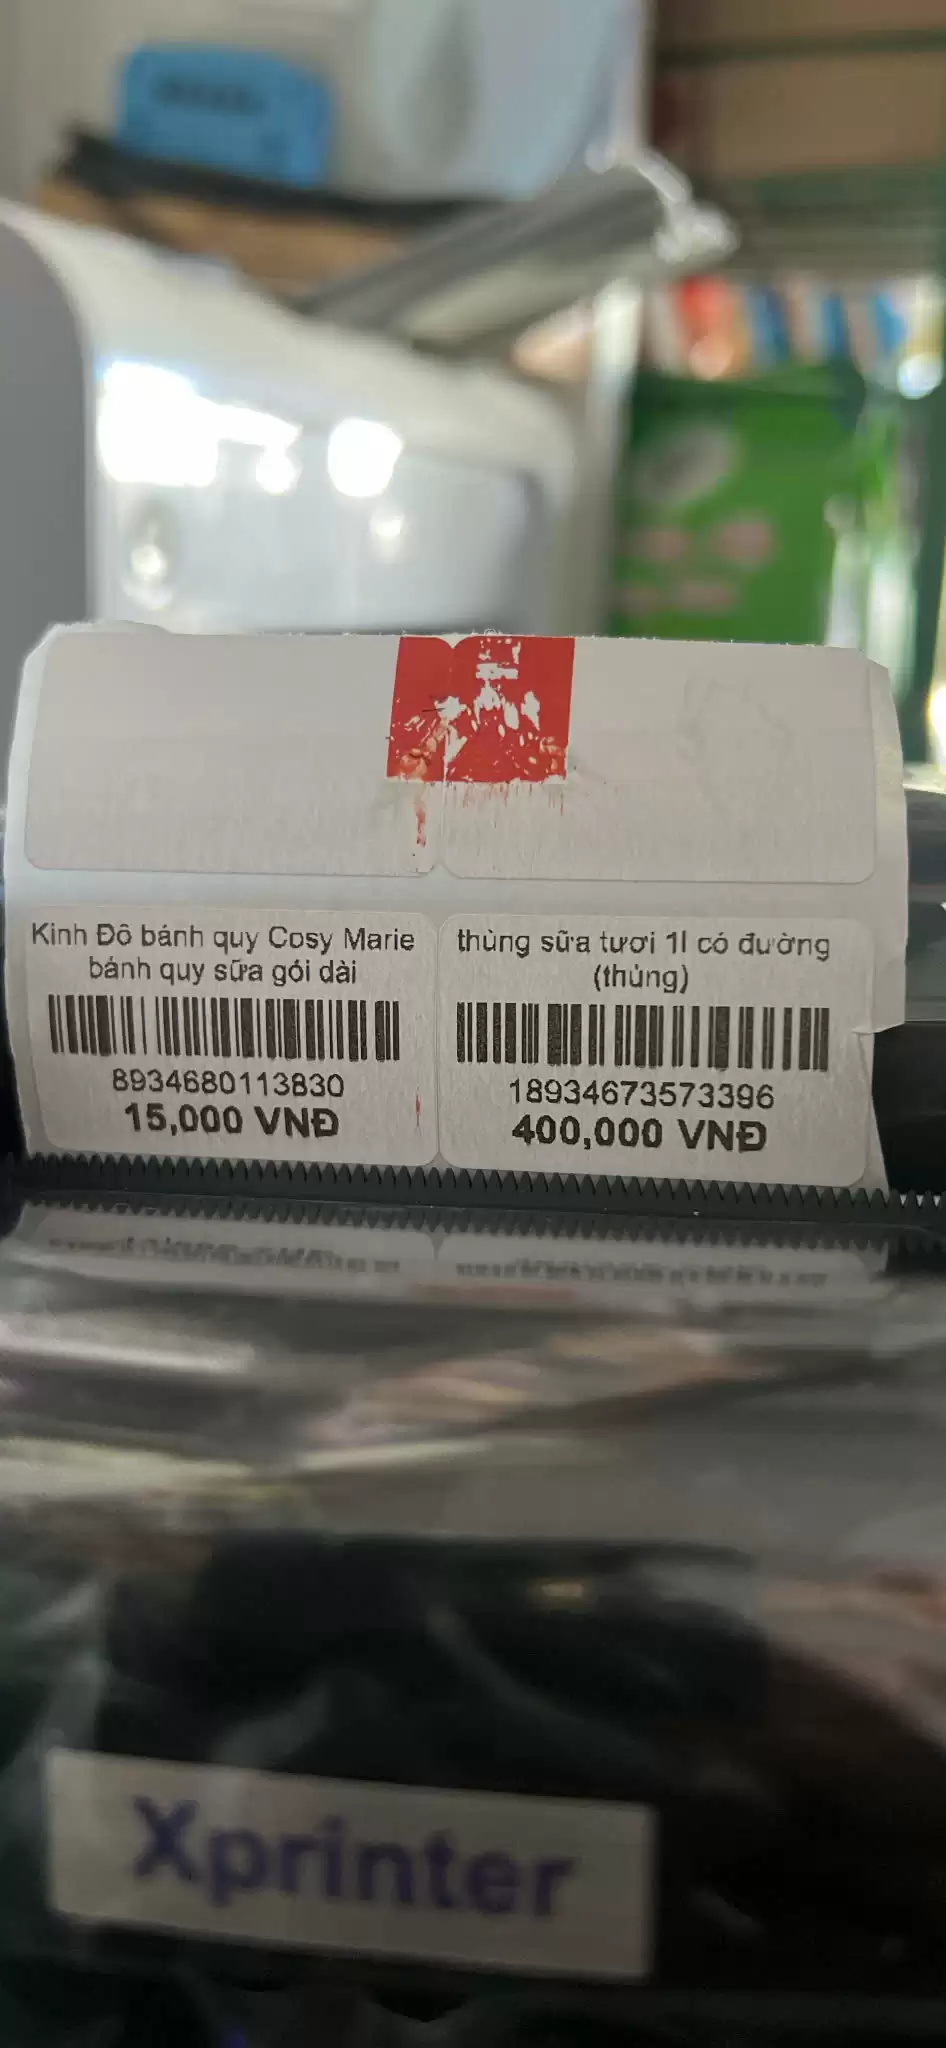 Kinh Đô bánh quy Cosy Marie
bánh quy sữa gói dài
8934680113830
15,000 VNĐ
thùng sữa tươi 1l có đường
(thùng)
18934673573396
400,000 VNĐ
Xprinter